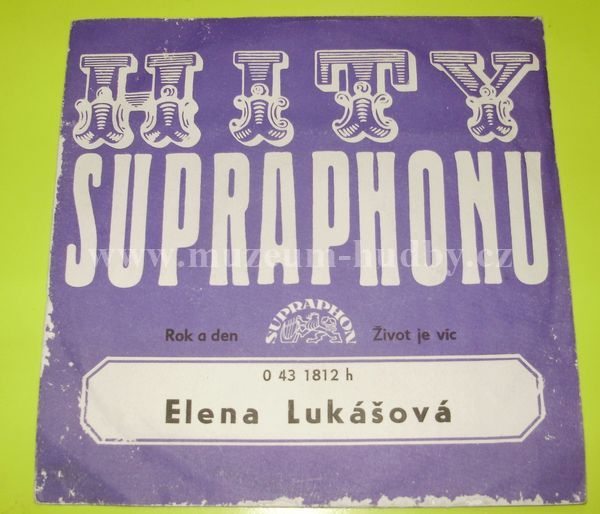 HITY
SUPRAPHONU
www.muzeum-hudby.cz
Rok a den
SUPRAPHON
Život je víc
0 43 1812 h
Elena Lukášová